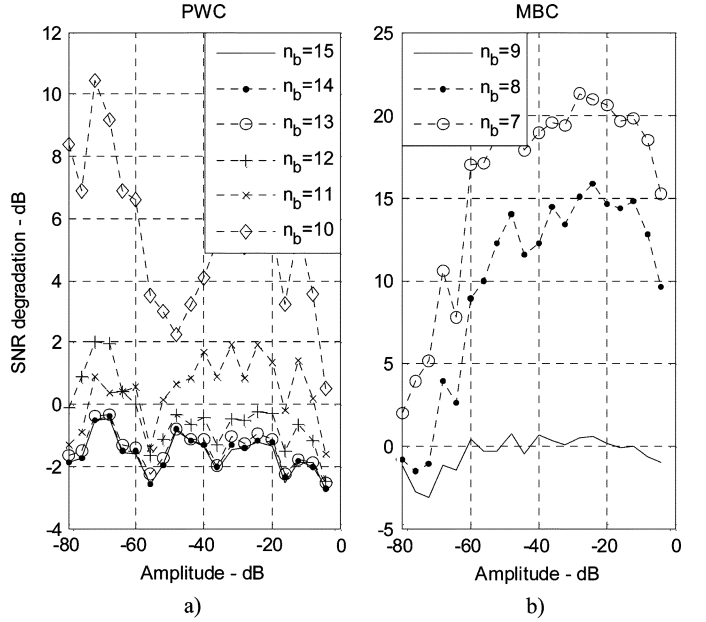 PWC
SNR degradation - dB
12
10
8
6
4
2
0
-2
-4
-80
-60
-40
-20
0
Amplitude - dB
n_b=15
n_b=14
n_b=13
n_b=12
n_b=11
n_b=10
a)
MBC
25
20
15
10
5
0
-5
-80
-60
-40
-20
0
Amplitude - dB
n_b=9
n_b=8
n_b=7
b)